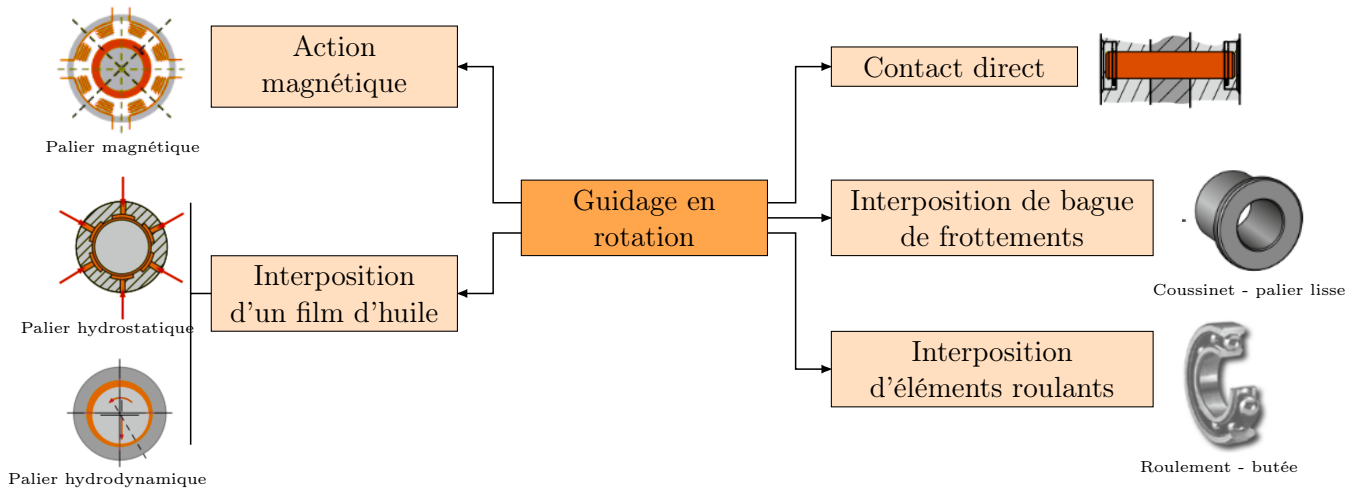 Action
magnétique
Palier magnétique
Contact direct
Guidage en
rotation
Interposition de bague
de frottements
Coussinet - palier lisse
Interposition
d'un film d'huile
Palier hydrostatique
Palier hydrodynamique
Interposition
d'éléments roulants
Roulement - butée